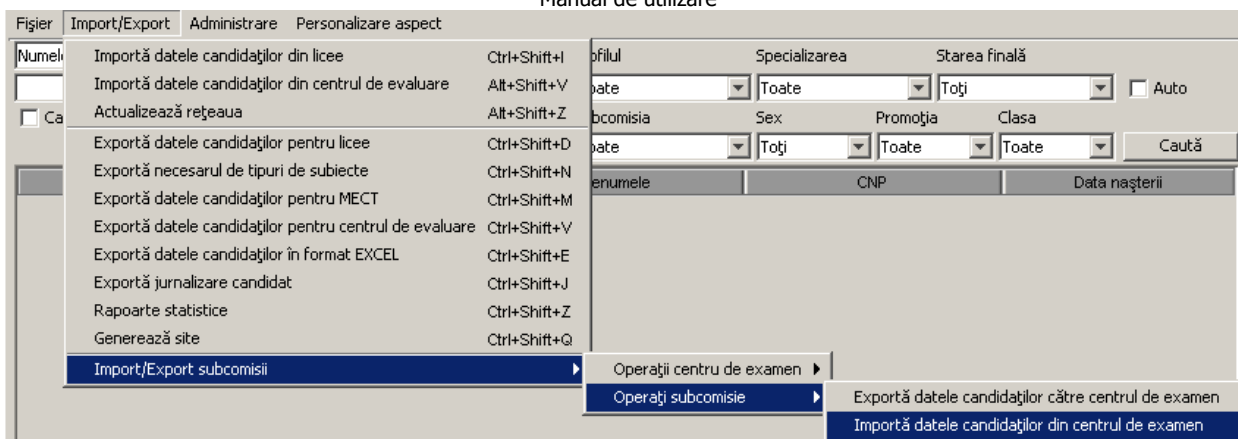 Manual de utilizare
Fişier Import/Export Administrare Personalizare aspect
Importă datele candidaţilor din licee Ctrl+Shift+I
Importă datele candidaţilor din centrul de evaluare Alt+Shift+V
Actualizează reţeaua Alt+Shift+Z
Exportă datele candidaţilor pentru licee Ctrl+Shift+D
Exportă necesarul de tipuri de subiecte Ctrl+Shift+N
Exportă datele candidaţilor pentru MECT Ctrl+Shift+M
Exportă datele candidaţilor pentru centrul de evaluare Ctrl+Shift+V
Exportă datele candidaţilor în format EXCEL Ctrl+Shift+E
Exportă jurnalizare candidat Ctrl+Shift+J
Rapoarte statistice Ctrl+Shift+Z
Generează site Ctrl+Shift+Q
Import/Export subcomisii
Operaţii centru de examen
Operaţi subcomisie
Exportă datele candidaţilor către centrul de examen
Importă datele candidaţilor din centrul de examen
Specializarea Starea finală
Toate Toţi Auto
Sex Promoţia Clasa
Toţi Toate Toate Caută
CNP Data naşterii